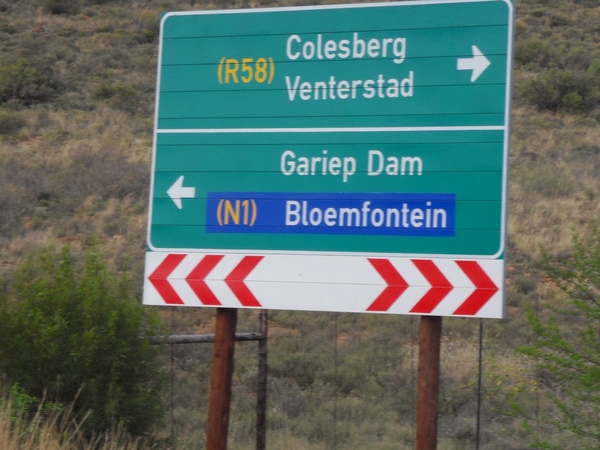 Colesberg
(R58)
Venterstad
Gariep Dam
(N1) Bloemfontein